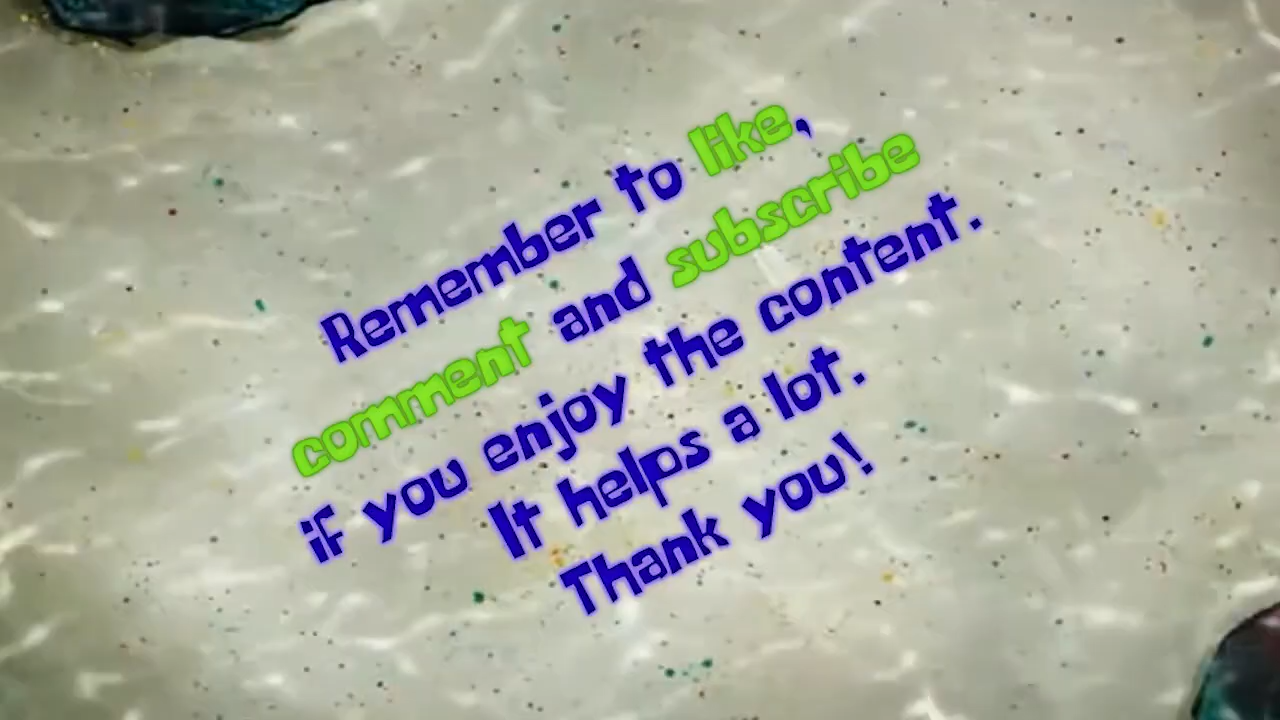 Remember to like,
comment and subscribe
if you enjoy the content.
It helps a lot.
Thank you!